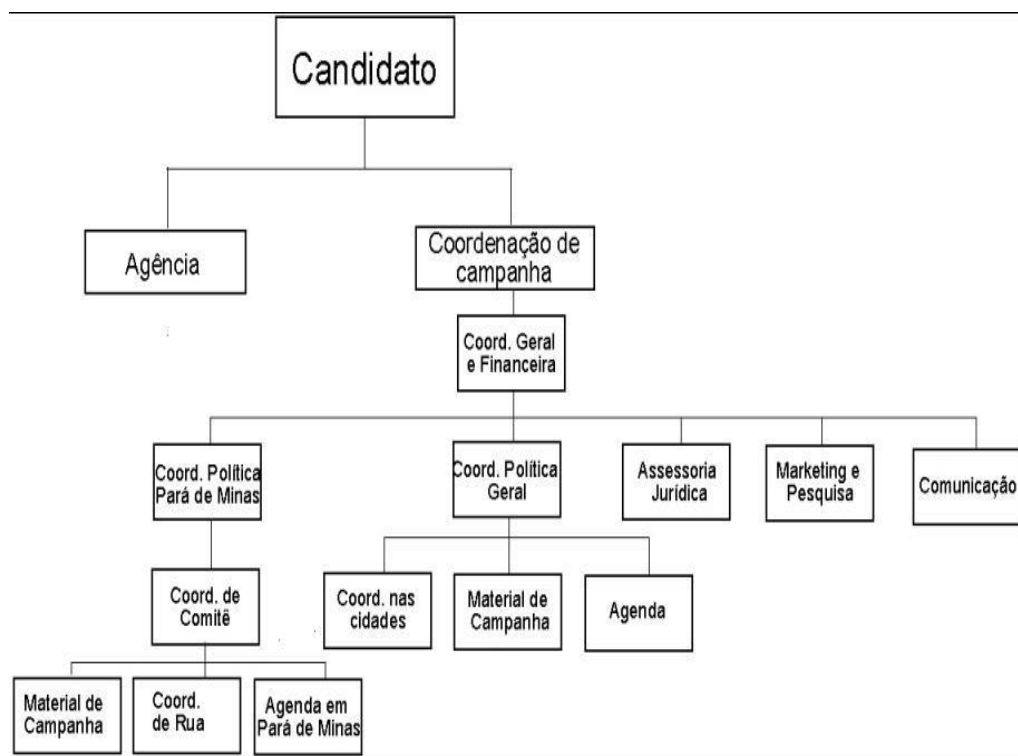 Candidato
Agência
Coordenação de
campanha
Coord. Geral
e Financeira
Coord. Política
Pará de Minas
Coord. Política
Geral
Assessoria
Jurídica
Marketing e
Pesquisa
Comunicação
Coord. de
Comitê
Coord. nas
cidades
Material de
Campanha
Agenda
Material de
Campanha
Coord.
de Rua
Agenda em
Pará de Minas